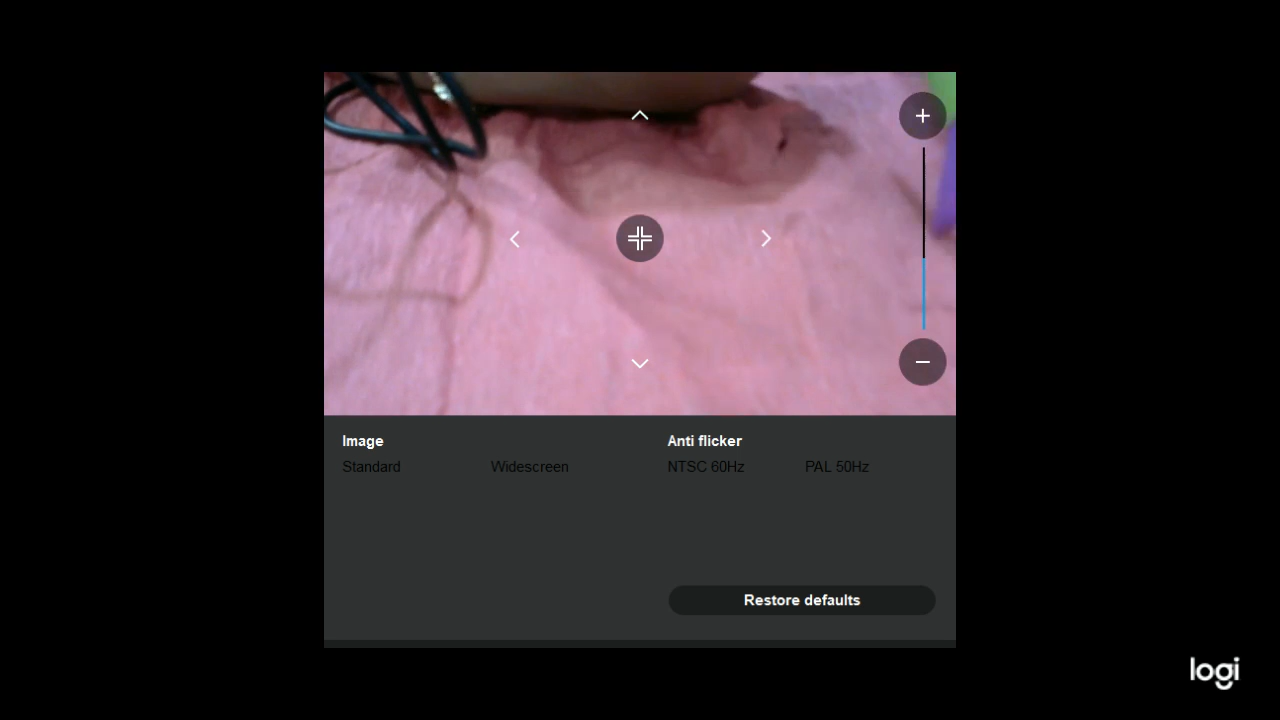 Image
Anti flicker
Standard
Widescreen
NTSC 60Hz
PAL 50Hz
Restore defaults
logi